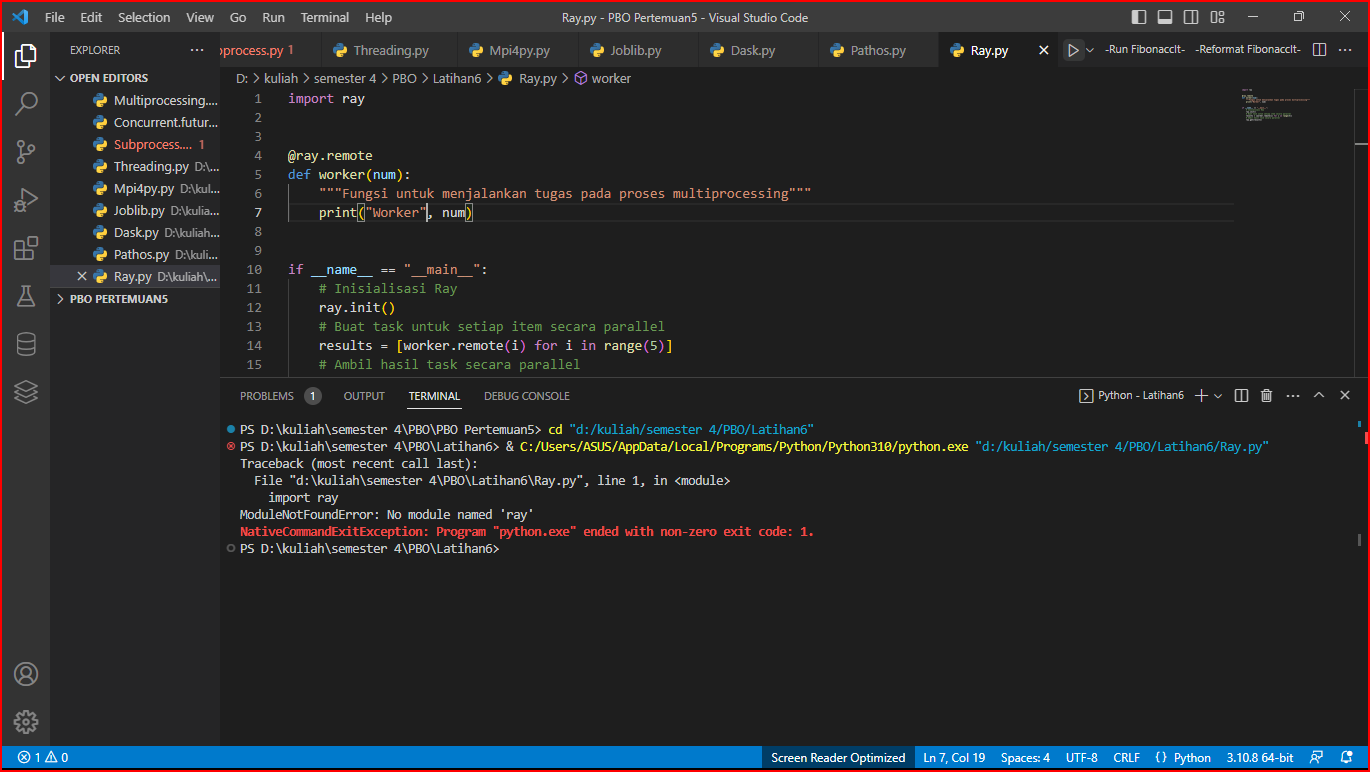 File Edit Selection View Go Run Terminal Help Ray.py - PBO Pertemuan5 - Visual Studio Code
EXPLORER ···
process.py 1 Threading.py Mpi4py.py Joblib.py Dask.py Pathos.py Ray.py -Run FibonaccIt- -Reformat FibonaccIt- ···
OPEN EDITORS
Multiprocessing....
Concurrent.futur...
Subprocess.... 1
Threading.py D:\...
Mpi4py.py D:\kul...
Joblib.py D:\kulia...
Dask.py D:\kuliah...
Pathos.py D:\kuli...
Ray.py D:\kuliah\...
PBO PERTEMUAN5
D: > kuliah > semester 4 > PBO > Latihan6 > Ray.py > worker
1 import ray
2
3
4 @ray.remote
5 def worker(num):
6 """Fungsi untuk menjalankan tugas pada proses multiprocessing"""
7 print("Worker", num)
8
9
10 if __name__ == "__main__":
11 # Inisialisasi Ray
12 ray.init()
13 # Buat task untuk setiap item secara parallel
14 results = [worker.remote(i) for i in range(5)]
15 # Ambil hasil task secara parallel
PROBLEMS 1 OUTPUT TERMINAL DEBUG CONSOLE Python - Latihan6 ···
PS D:\kuliah\semester 4\PBO\PBO Pertemuan5> cd "d:/kuliah/semester 4/PBO/Latihan6"
PS D:\kuliah\semester 4\PBO\Latihan6> & C:/Users/ASUS/AppData/Local/Programs/Python/Python310/python.exe "d:/kuliah/semester 4/PBO/Latihan6/Ray.py"
Traceback (most recent call last):
File "d:\kuliah\semester 4\PBO\Latihan6\Ray.py", line 1, in <module>
import ray
ModuleNotFoundError: No module named 'ray'
NativeCommandExitException: Program "python.exe" ended with non-zero exit code: 1.
PS D:\kuliah\semester 4\PBO\Latihan6>
1 0 Screen Reader Optimized Ln 7, Col 19 Spaces: 4 UTF-8 CRLF {} Python 3.10.8 64-bit